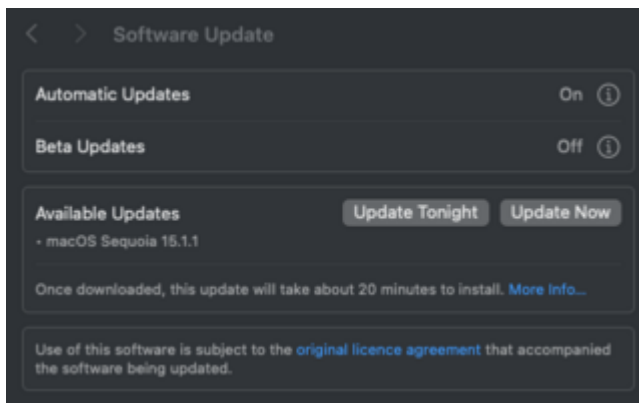 Software Update
Automatic Updates On
Beta Updates Off
Available Updates Update Tonight Update Now
• macOS Sequoia 15.1.1
Once downloaded, this update will take about 20 minutes to install. More Info...
Use of this software is subject to the original licence agreement that accompanied
the software being updated.